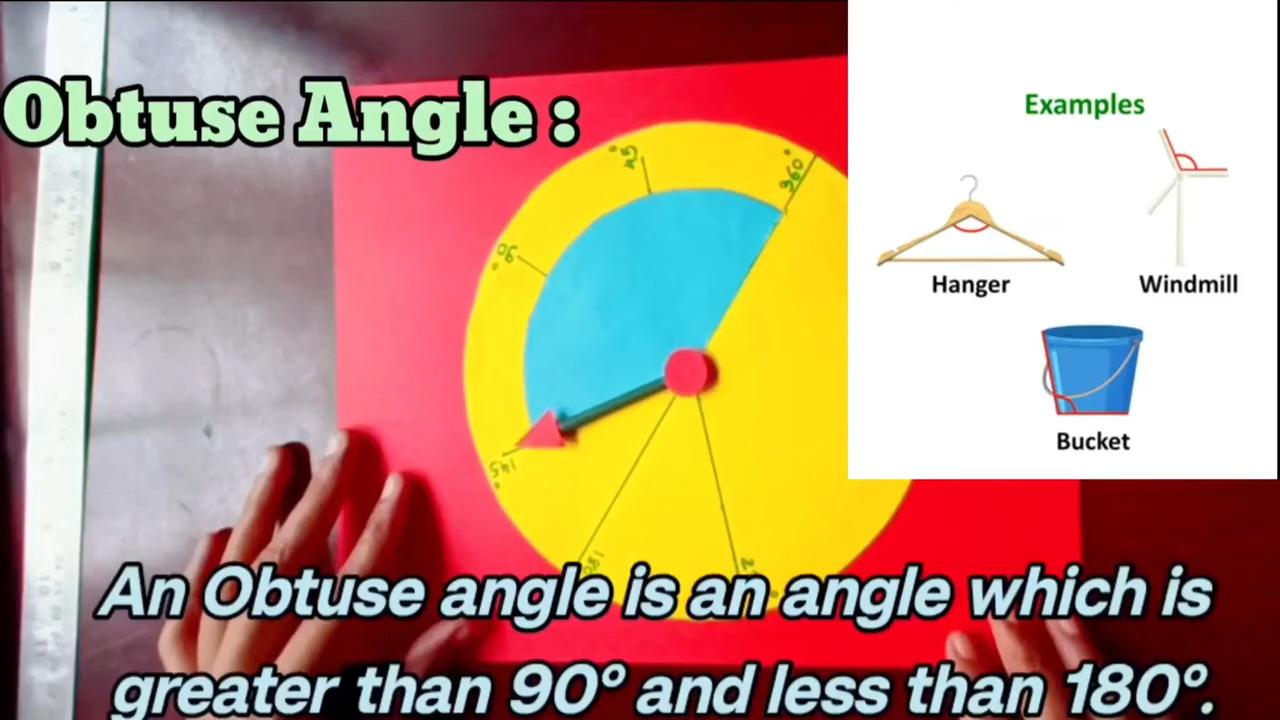 Obtuse Angle :
Examples
Hanger
Windmill
Bucket
360°
45°
90°
145°
180
An Obtuse angle is an angle which is
greater than 90° and less than 180°.